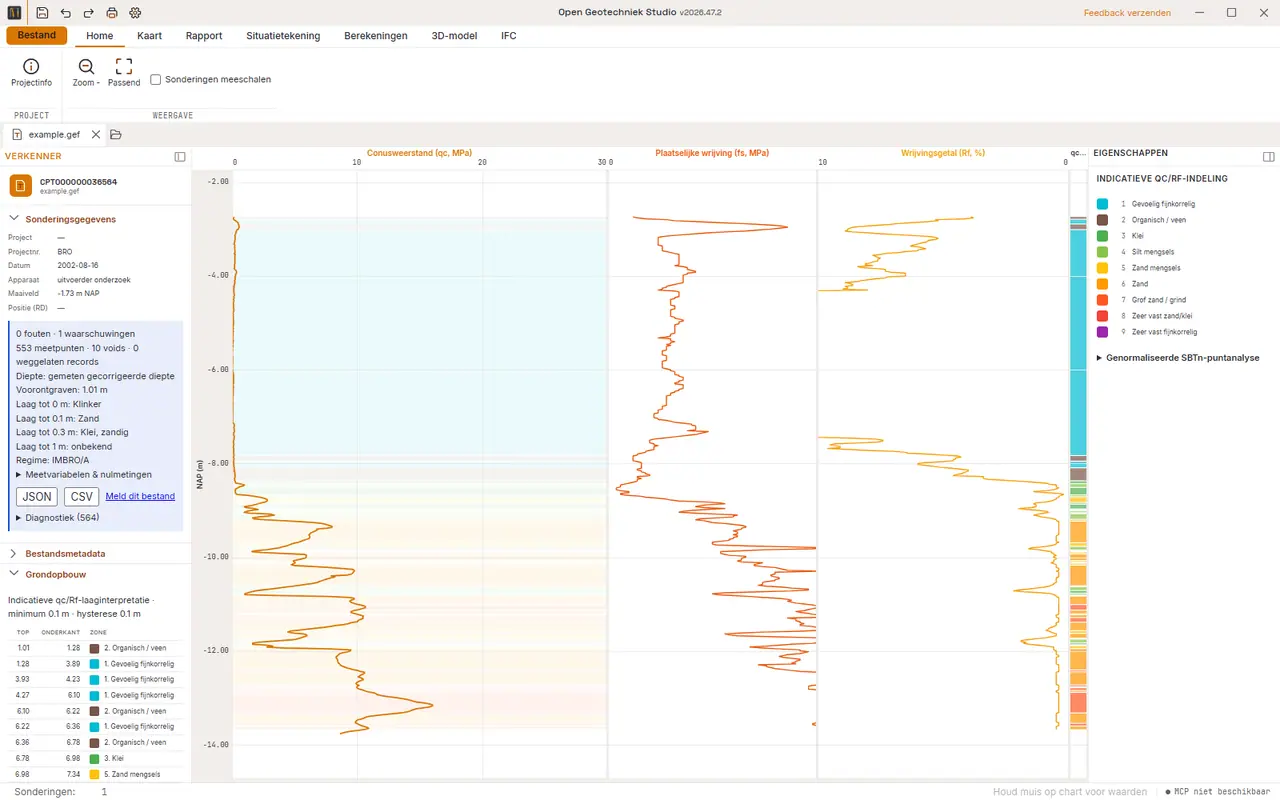 Open Geotechniek Studio v2026.47.2
Feedback verzenden
Bestand
Home
Kaart
Rapport
Situatietekening
Berekeningen
3D-model
IFC
Projectinfo
Zoom
Passend
Sonderingen meeschalen
PROJECT
WEERGAVE
example.gef
VERKENNER
CPT000000036564
example.gef
Sonderingsgegevens
Project —
Projectnr. BRO
Datum 2002-08-16
Apparaat uitvoerder onderzoek
Maaiveld -1.73 m NAP
Positie (RD) —
0 fouten · 1 waarschuwingen
553 meetpunten · 10 voids · 0
weggelaten records
Diepte: gemeten gecorrigeerde diepte
Voorontgraven: 1.01 m
Laag tot 0 m: Klinker
Laag tot 0.1 m: Zand
Laag tot 0.3 m: Klei, zandig
Laag tot 1 m: onbekend
Regime: IMBRO/A
Meetvariabelen & nulmetingen
JSON CSV Meld dit bestand
Diagnostiek (564)
Bestandsmetadata
Grondopbouw
Indicatieve qc/Rf-laaginterpretatie ·
minimum 0.1 m · hysterese 0.1 m
TOP ONDERKANT ZONE
1.01 1.28 2. Organisch / veen
1.28 3.89 1. Gevoelig fijnkorrelig
3.93 4.23 1. Gevoelig fijnkorrelig
4.27 6.10 1. Gevoelig fijnkorrelig
6.10 6.22 2. Organisch / veen
6.22 6.36 1. Gevoelig fijnkorrelig
6.36 6.78 2. Organisch / veen
6.78 6.98 3. Klei
6.98 7.34 5. Zand mengsels
Conusweerstand (qc, MPa)
0 10 20 30
Plaatselijke wrijving (fs, MPa)
0
Wrijvingsgetal (Rf, %)
10 0
qc...
NAP (m)
-2.00
-4.00
-6.00
-8.00
-10.00
-12.00
-14.00
EIGENSCHAPPEN
INDICATIEVE QC/RF-INDELING
1 Gevoelig fijnkorrelig
2 Organisch / veen
3 Klei
4 Silt mengsels
5 Zand mengsels
6 Zand
7 Grof zand / grind
8 Zeer vast zand/klei
9 Zeer vast fijnkorrelig
Genormaliseerde SBTn-puntanalyse
Sonderingen: 1
Houd muis op chart voor waarden
MCP niet beschikbaar